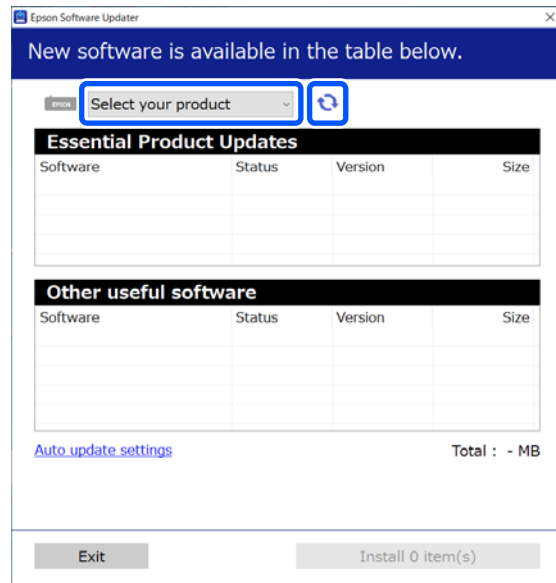 Epson Software Updater
New software is available in the table below.
EPSON Select your product
Essential Product Updates
Software Status Version Size
Other useful software
Software Status Version Size
Auto update settings Total : - MB
Exit Install 0 item(s)